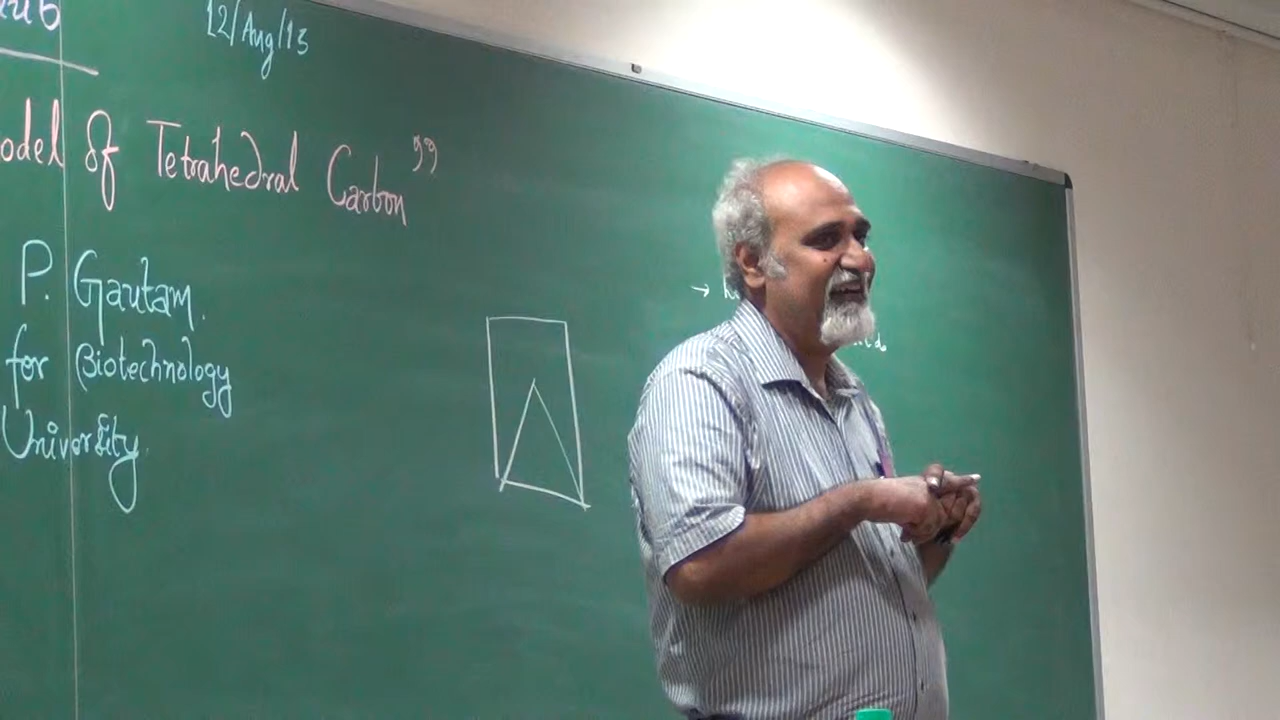 12/Aug/13
odel of Tetrahedral Carbon”
P. Gautam.
for Biotechnology
University